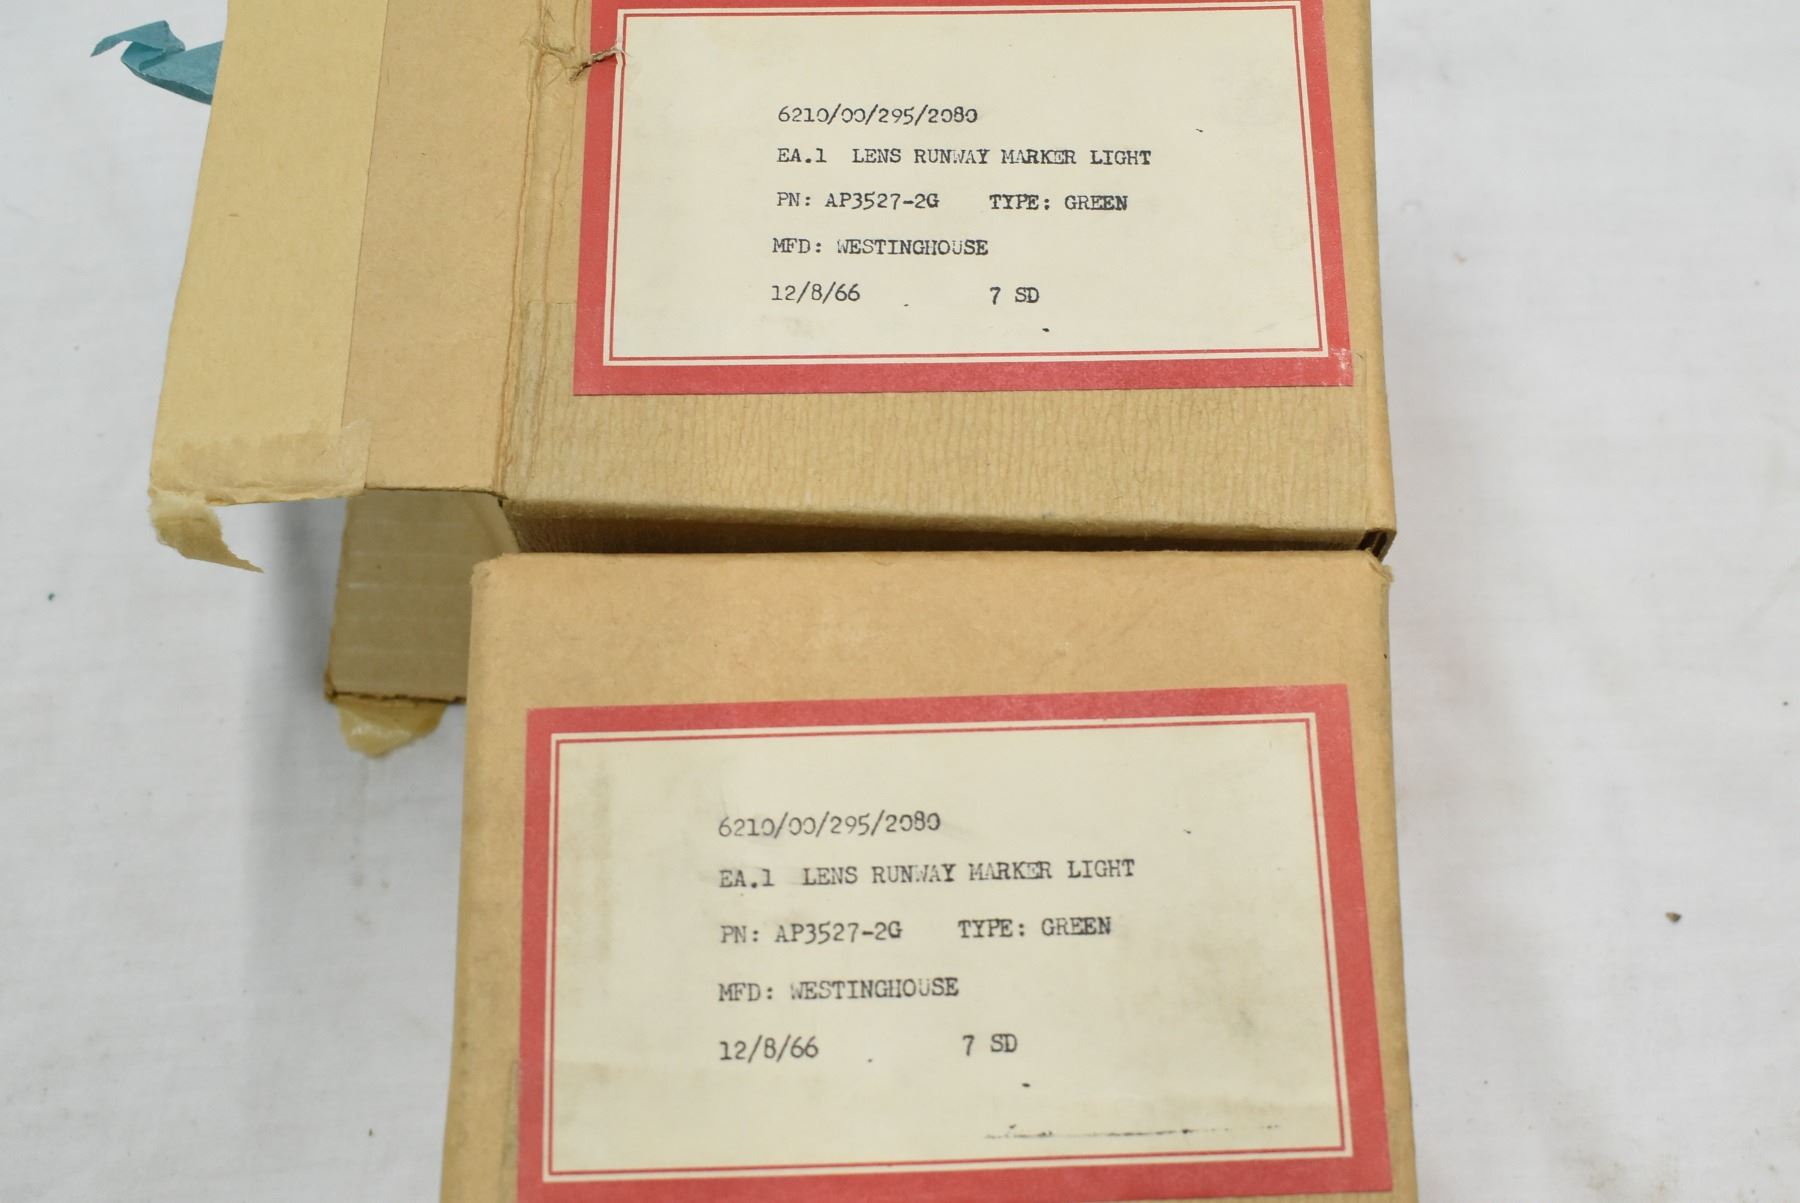 6210/00/295/2080
EA.1 LENS RUNWAY MARKER LIGHT
PN: AP3527-2G TYPE: GREEN
MFD: WESTINGHOUSE
12/8/66 7 SD
6210/00/295/2080
EA.1 LENS RUNWAY MARKER LIGHT
PN: AP3527-2G TYPE: GREEN
MFD: WESTINGHOUSE
12/8/66 7 SD